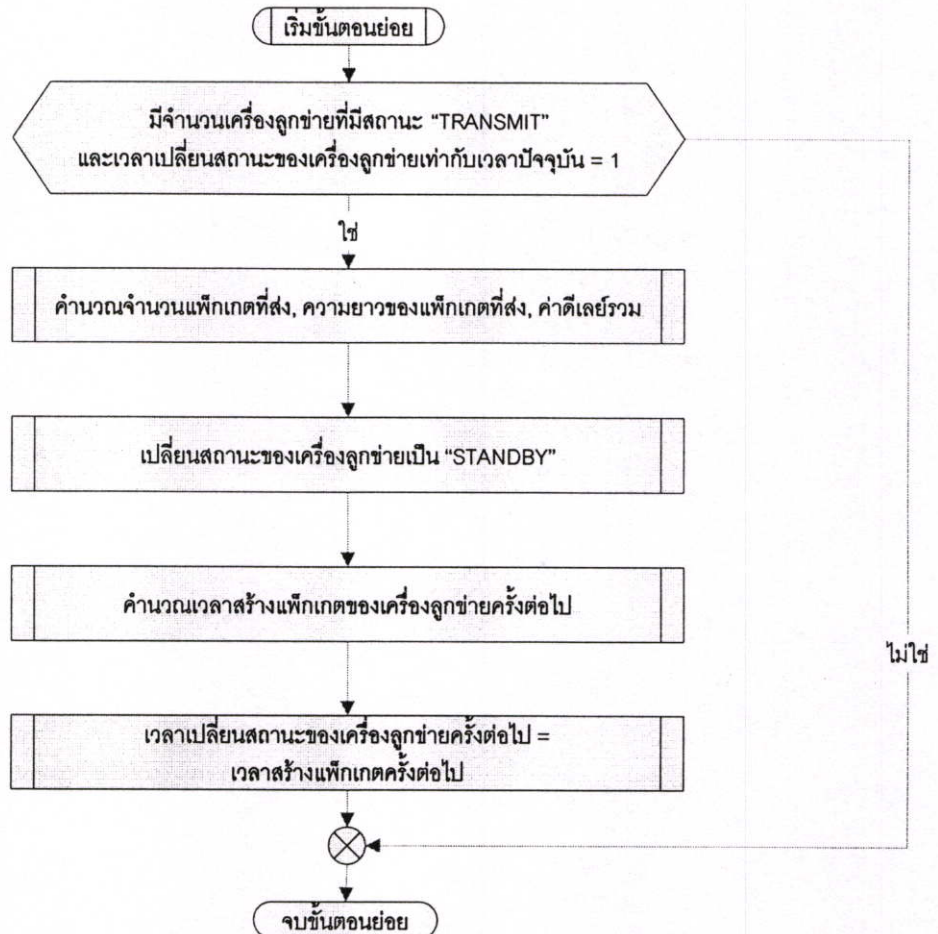 เริ่มขั้นตอนย่อย
มีจำนวนเครื่องลูกข่ายที่มีสถานะ “TRANSMIT”
และเวลาเปลี่ยนสถานะของเครื่องลูกข่ายเท่ากับเวลาปัจจุบัน = 1
ใช่
คำนวณจำนวนแพ็กเกตที่ส่ง, ความยาวของแพ็กเกตที่ส่ง, ค่าดีเลย์รวม
เปลี่ยนสถานะของเครื่องลูกข่ายเป็น “STANDBY”
คำนวณเวลาสร้างแพ็กเกตของเครื่องลูกข่ายครั้งต่อไป
ไม่ใช่
เวลาเปลี่ยนสถานะของเครื่องลูกข่ายครั้งต่อไป =
เวลาสร้างแพ็กเกตครั้งต่อไป
จบขั้นตอนย่อย